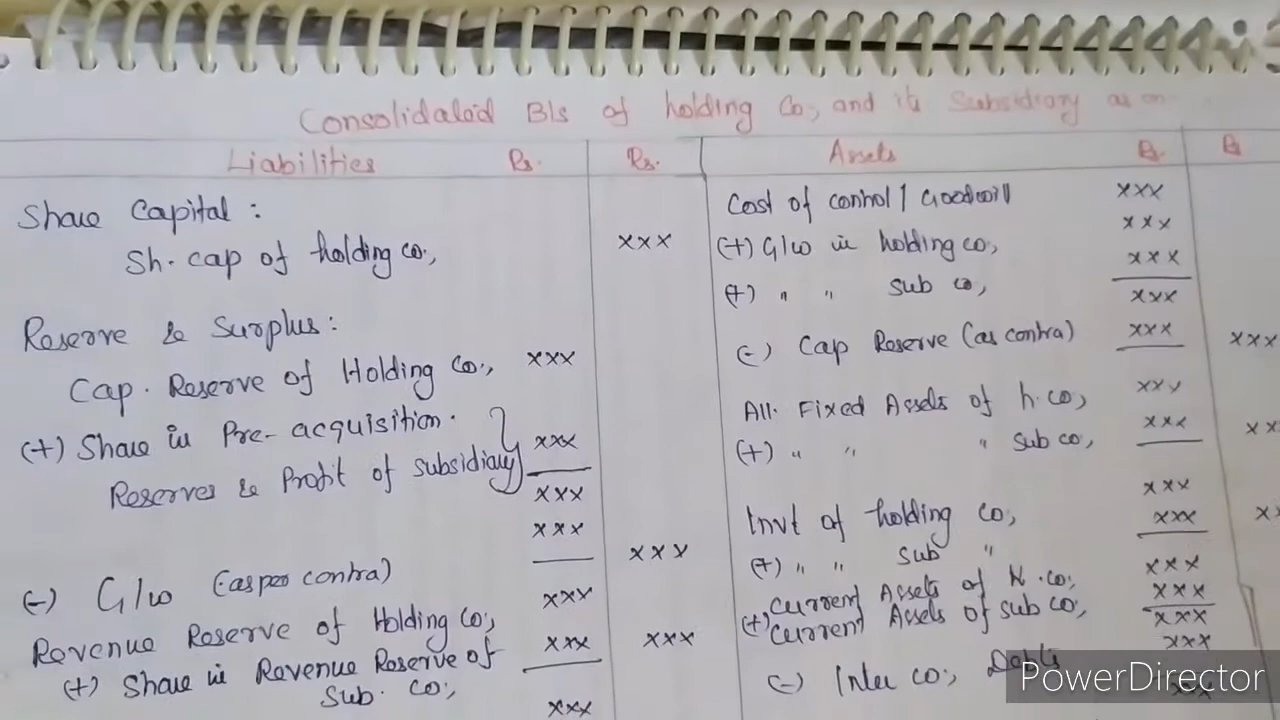 Consolidated B/s of holding Co., and its Subsidiary as on
Liabilities Rs. Rs. Assets Rs. Rs
Share Capital :
Sh. cap of holding co., xxx
Reserve & Surplus :
Cap. Reserve of Holding Co., xxx
(+) Share in Pre-acquisition.
Reserves & Profit of subsidiary xxx
xxx
xxx
(-) G/w (as per contra) xxx
Revenue Reserve of Holding Co., xxx
(+) Share in Revenue Reserve of xxx xxx
Sub. co., xxx
Cost of control / Goodwill xxx
(+) G/w in holding co., xxx
(+) " " sub co, xxx
xxx
(-) Cap Reserve (as contra) xxx xxx
All. Fixed Assets of h.co, xxx
(+) " " " sub co, xxx xx
Invt of holding co., xxx
(+) " " sub " xxx xx
Current Assets of H.co., xxx
(+) Current Assets of sub co., xxx
xxx
(-) Inter co., Debts xxx
xxx
PowerDirector